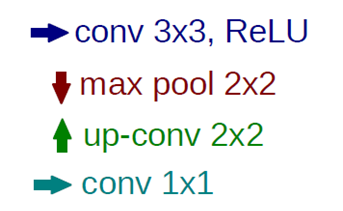 conv 3x3, ReLU
max pool 2x2
up-conv 2x2
conv 1x1